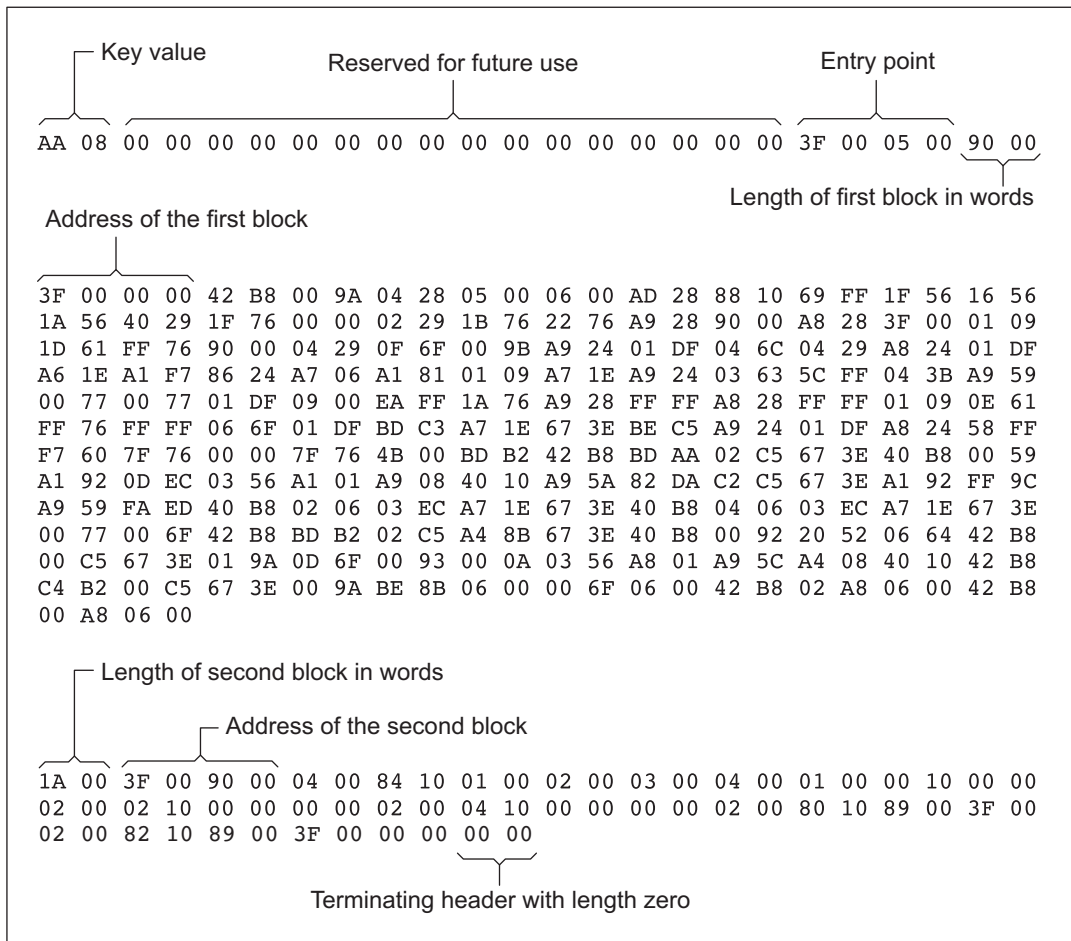 Key value
Reserved for future use
Entry point
AA 08 00 00 00 00 00 00 00 00 00 00 00 00 00 00 00 00 3F 00 05 00 90 00
Length of first block in words
Address of the first block
3F 00 00 00 42 B8 00 9A 04 28 05 00 06 00 AD 28 88 10 69 FF 1F 56 16 56
1A 56 40 29 1F 76 00 00 02 29 1B 76 22 76 A9 28 90 00 A8 28 3F 00 01 09
1D 61 FF 76 90 00 04 29 0F 6F 00 9B A9 24 01 DF 04 6C 04 29 A8 24 01 DF
A6 1E A1 F7 86 24 A7 06 A1 81 01 09 A7 1E A9 24 03 63 5C FF 04 3B A9 59
00 77 00 77 01 DF 09 00 EA FF 1A 76 A9 28 FF FF A8 28 FF FF 01 09 0E 61
FF 76 FF FF 06 6F 01 DF BD C3 A7 1E 67 3E BE C5 A9 24 01 DF A8 24 58 FF
F7 60 7F 76 00 00 7F 76 4B 00 BD B2 42 B8 BD AA 02 C5 67 3E 40 B8 00 59
A1 92 0D EC 03 56 A1 01 A9 08 40 10 A9 5A 82 DA C2 C5 67 3E A1 92 FF 9C
A9 59 FA ED 40 B8 02 06 03 EC A7 1E 67 3E 40 B8 04 06 03 EC A7 1E 67 3E
00 77 00 6F 42 B8 BD B2 02 C5 A4 8B 67 3E 40 B8 00 92 20 52 06 64 42 B8
00 C5 67 3E 01 9A 0D 6F 00 93 00 0A 03 56 A8 01 A9 5C A4 08 40 10 42 B8
C4 B2 00 C5 67 3E 00 9A BE 8B 06 00 00 6F 06 00 42 B8 02 A8 06 00 42 B8
00 A8 06 00
Length of second block in words
Address of the second block
1A 00 3F 00 90 00 04 00 84 10 01 00 02 00 03 00 04 00 01 00 00 10 00 00
02 00 02 10 00 00 00 00 02 00 04 10 00 00 00 00 02 00 80 10 89 00 3F 00
02 00 82 10 89 00 3F 00 00 00 00 00
Terminating header with length zero